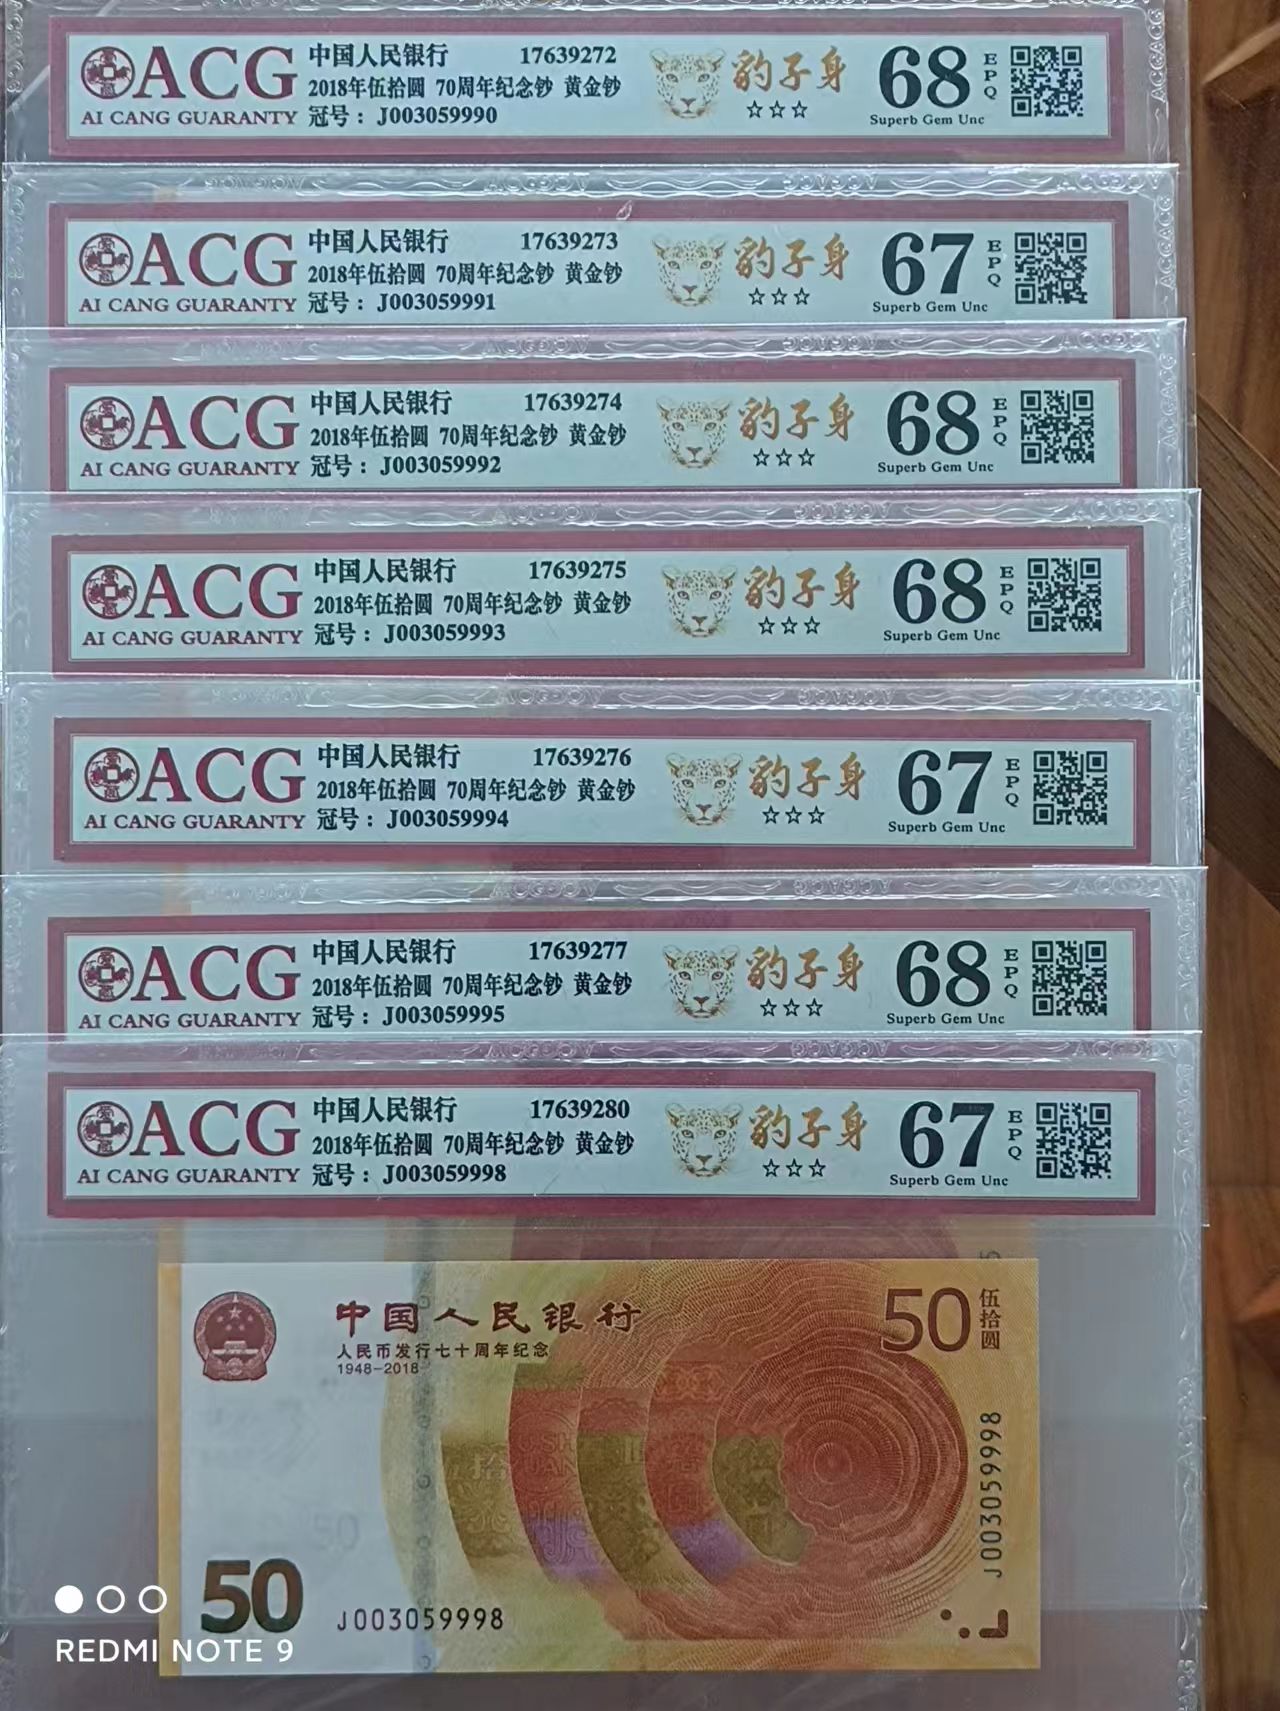 ACG
AI CANG GUARANTY
中国人民银行 17639272
2018年伍拾圆 70周年纪念钞 黄金钞
冠号： J003059990
豹子身
☆☆☆
68
EPQ
Superb Gem Unc
ACG
AI CANG GUARANTY
中国人民银行 17639273
2018年伍拾圆 70周年纪念钞 黄金钞
冠号： J003059991
豹子身
☆☆☆
67
EPQ
Superb Gem Unc
ACG
AI CANG GUARANTY
中国人民银行 17639274
2018年伍拾圆 70周年纪念钞 黄金钞
冠号： J003059992
豹子身
☆☆☆
68
EPQ
Superb Gem Unc
ACG
AI CANG GUARANTY
中国人民银行 17639275
2018年伍拾圆 70周年纪念钞 黄金钞
冠号： J003059993
豹子身
☆☆☆
68
EPQ
Superb Gem Unc
ACG
AI CANG GUARANTY
中国人民银行 17639276
2018年伍拾圆 70周年纪念钞 黄金钞
冠号： J003059994
豹子身
☆☆☆
67
EPQ
Superb Gem Unc
ACG
AI CANG GUARANTY
中国人民银行 17639277
2018年伍拾圆 70周年纪念钞 黄金钞
冠号： J003059995
豹子身
☆☆☆
68
EPQ
Superb Gem Unc
ACG
AI CANG GUARANTY
中国人民银行 17639280
2018年伍拾圆 70周年纪念钞 黄金钞
冠号： J003059998
豹子身
☆☆☆
67
EPQ
Superb Gem Unc
中国人民银行
人民币发行七十周年纪念
1948-2018
50
伍拾圆
J003059998
50
J003059998
REDMI NOTE 9